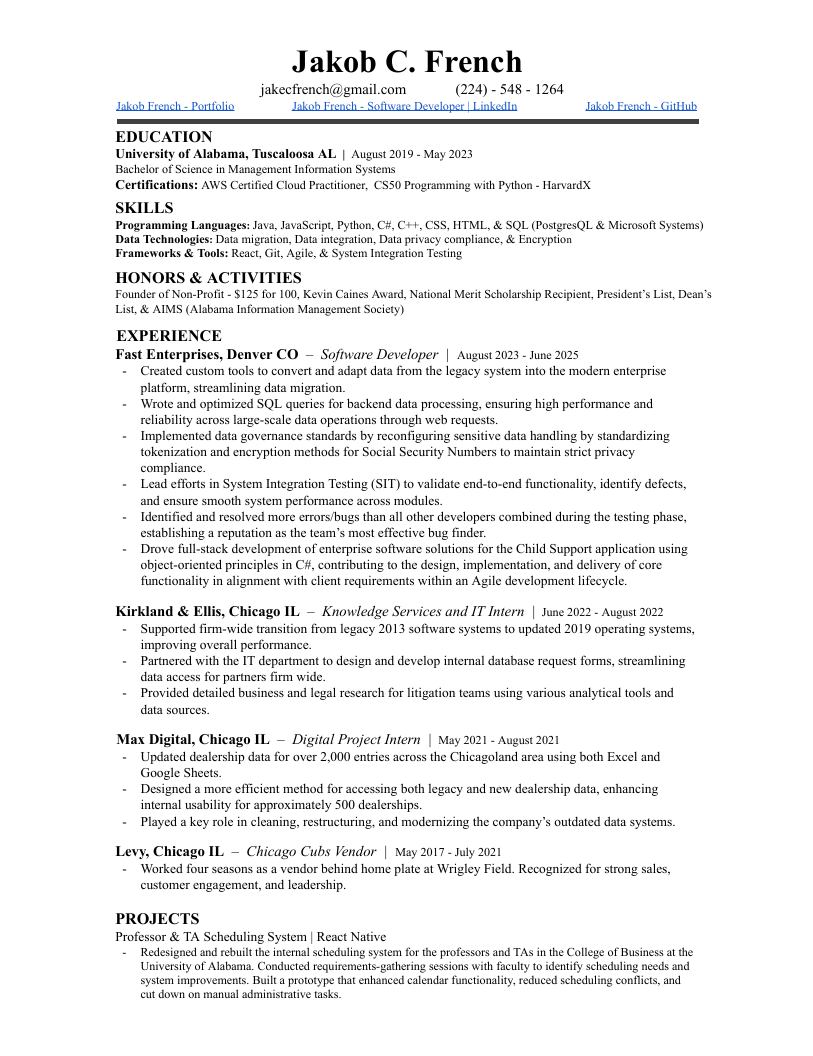 Jakob C. French
jakecfrench@gmail.com (224) - 548 - 1264
Jakob French - Portfolio Jakob French - Software Developer | LinkedIn Jakob French - GitHub
EDUCATION
University of Alabama, Tuscaloosa AL | August 2019 - May 2023
Bachelor of Science in Management Information Systems
Certifications: AWS Certified Cloud Practitioner, CS50 Programming with Python - HarvardX
SKILLS
Programming Languages: Java, JavaScript, Python, C#, C++, CSS, HTML, & SQL (PostgresQL & Microsoft Systems)
Data Technologies: Data migration, Data integration, Data privacy compliance, & Encryption
Frameworks & Tools: React, Git, Agile, & System Integration Testing
HONORS & ACTIVITIES
Founder of Non-Profit - $125 for 100, Kevin Caines Award, National Merit Scholarship Recipient, President’s List, Dean’s
List, & AIMS (Alabama Information Management Society)
EXPERIENCE
Fast Enterprises, Denver CO – Software Developer | August 2023 - June 2025
- Created custom tools to convert and adapt data from the legacy system into the modern enterprise
platform, streamlining data migration.
- Wrote and optimized SQL queries for backend data processing, ensuring high performance and
reliability across large-scale data operations through web requests.
- Implemented data governance standards by reconfiguring sensitive data handling by standardizing
tokenization and encryption methods for Social Security Numbers to maintain strict privacy
compliance.
- Lead efforts in System Integration Testing (SIT) to validate end-to-end functionality, identify defects,
and ensure smooth system performance across modules.
- Identified and resolved more errors/bugs than all other developers combined during the testing phase,
establishing a reputation as the team’s most effective bug finder.
- Drove full-stack development of enterprise software solutions for the Child Support application using
object-oriented principles in C#, contributing to the design, implementation, and delivery of core
functionality in alignment with client requirements within an Agile development lifecycle.
Kirkland & Ellis, Chicago IL – Knowledge Services and IT Intern | June 2022 - August 2022
- Supported firm-wide transition from legacy 2013 software systems to updated 2019 operating systems,
improving overall performance.
- Partnered with the IT department to design and develop internal database request forms, streamlining
data access for partners firm wide.
- Provided detailed business and legal research for litigation teams using various analytical tools and
data sources.
Max Digital, Chicago IL – Digital Project Intern | May 2021 - August 2021
- Updated dealership data for over 2,000 entries across the Chicagoland area using both Excel and
Google Sheets.
- Designed a more efficient method for accessing both legacy and new dealership data, enhancing
internal usability for approximately 500 dealerships.
- Played a key role in cleaning, restructuring, and modernizing the company’s outdated data systems.
Levy, Chicago IL – Chicago Cubs Vendor | May 2017 - July 2021
- Worked four seasons as a vendor behind home plate at Wrigley Field. Recognized for strong sales,
customer engagement, and leadership.
PROJECTS
Professor & TA Scheduling System | React Native
- Redesigned and rebuilt the internal scheduling system for the professors and TAs in the College of Business at the
University of Alabama. Conducted requirements-gathering sessions with faculty to identify scheduling needs and
system improvements. Built a prototype that enhanced calendar functionality, reduced scheduling conflicts, and
cut down on manual administrative tasks.